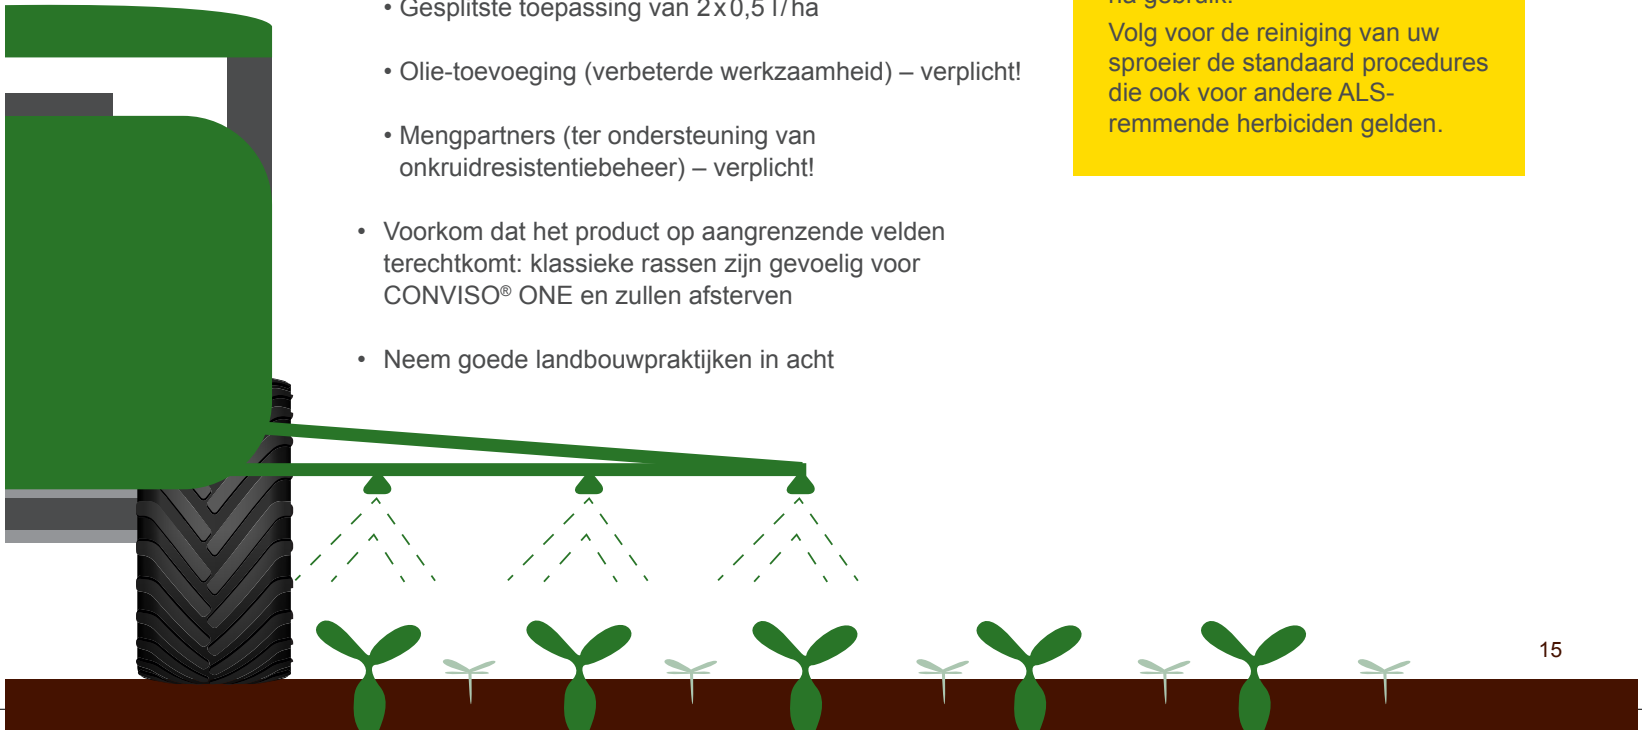 • Gesplitste toepassing van 2 x 0,5 l/ha
• Olie-toevoeging (verbeterde werkzaamheid) – verplicht!
• Mengpartners (ter ondersteuning van
onkruidresistentiebeheer) – verplicht!
• Voorkom dat het product op aangrenzende velden
terechtkomt: klassieke rassen zijn gevoelig voor
CONVISO® ONE en zullen afsterven
• Neem goede landbouwpraktijken in acht
na gebruik.
Volg voor de reiniging van uw
sproeier de standaard procedures
die ook voor andere ALS-
remmende herbiciden gelden.
15